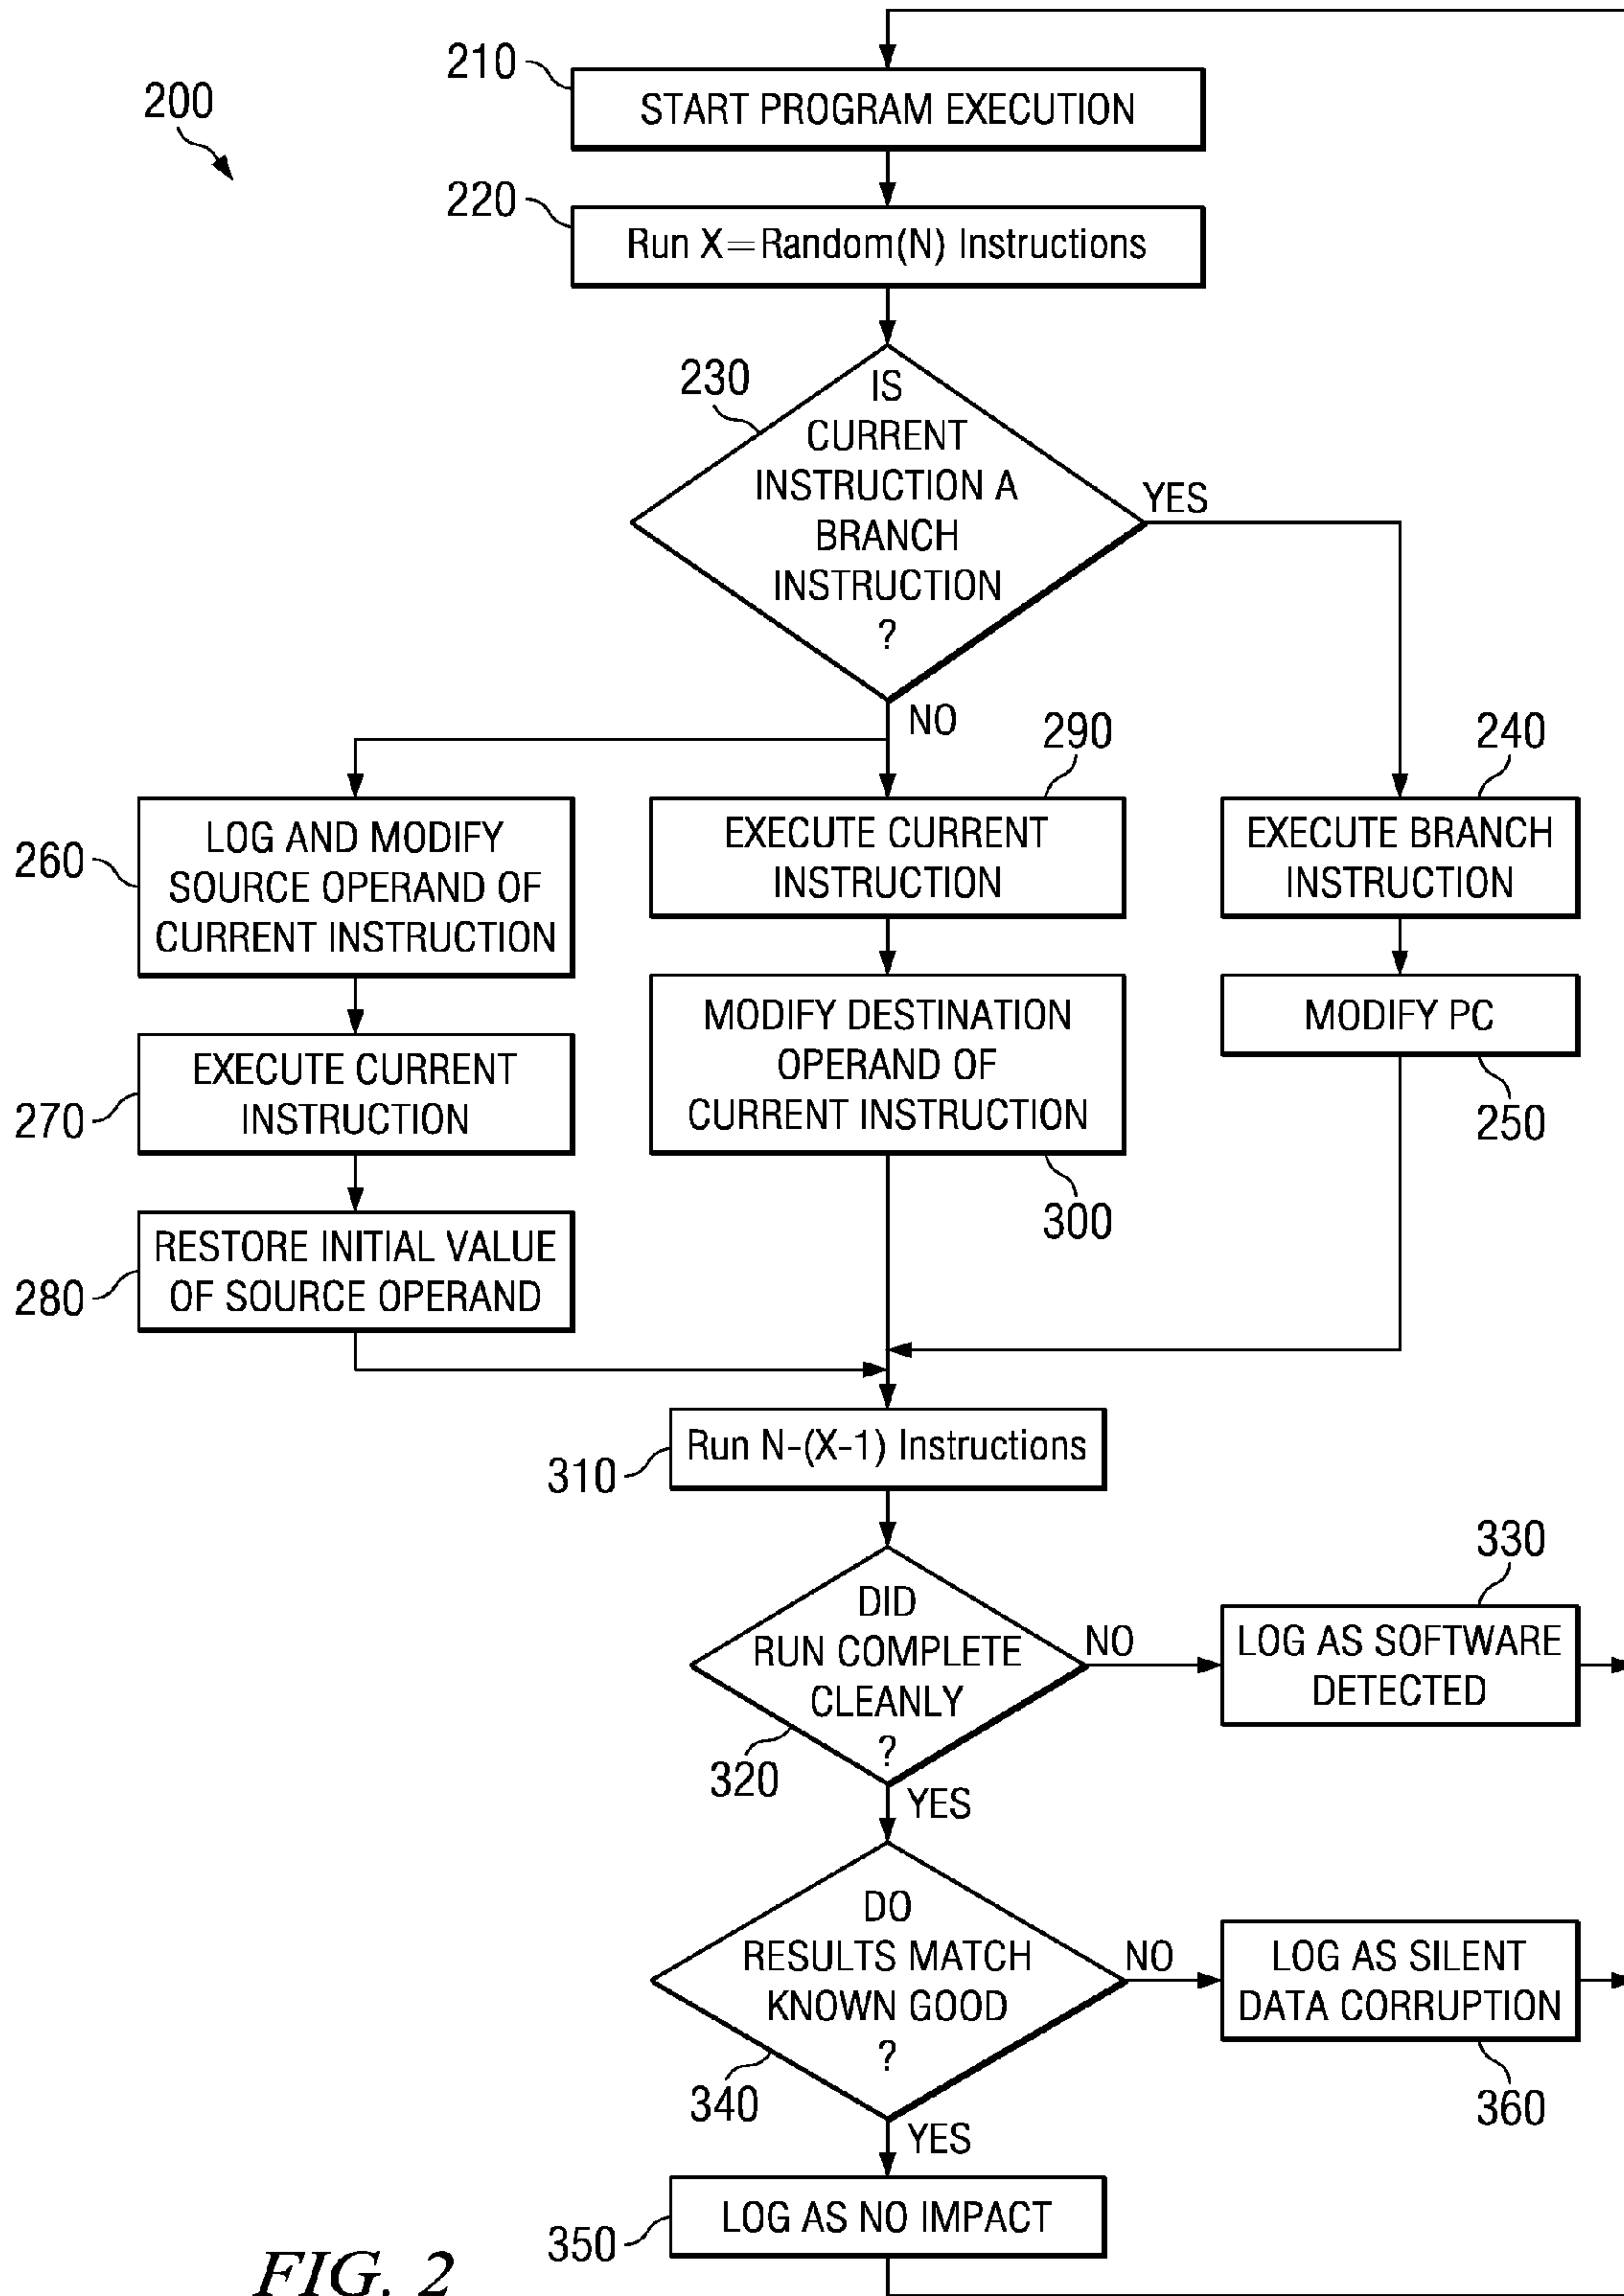 200
210
START PROGRAM EXECUTION
220
Run X=Random(N) Instructions
230
IS
CURRENT
INSTRUCTION A
BRANCH
INSTRUCTION
?
YES
NO
260
LOG AND MODIFY
SOURCE OPERAND OF
CURRENT INSTRUCTION
270
EXECUTE CURRENT
INSTRUCTION
280
RESTORE INITIAL VALUE
OF SOURCE OPERAND
290
EXECUTE CURRENT
INSTRUCTION
MODIFY DESTINATION
OPERAND OF
CURRENT INSTRUCTION
300
240
EXECUTE BRANCH
INSTRUCTION
MODIFY PC
250
310
Run N-(X-1) Instructions
DID
RUN COMPLETE
CLEANLY
?
320
NO
330
LOG AS SOFTWARE
DETECTED
YES
DO
RESULTS MATCH
KNOWN GOOD
?
340
NO
LOG AS SILENT
DATA CORRUPTION
360
YES
350
LOG AS NO IMPACT
FIG. 2